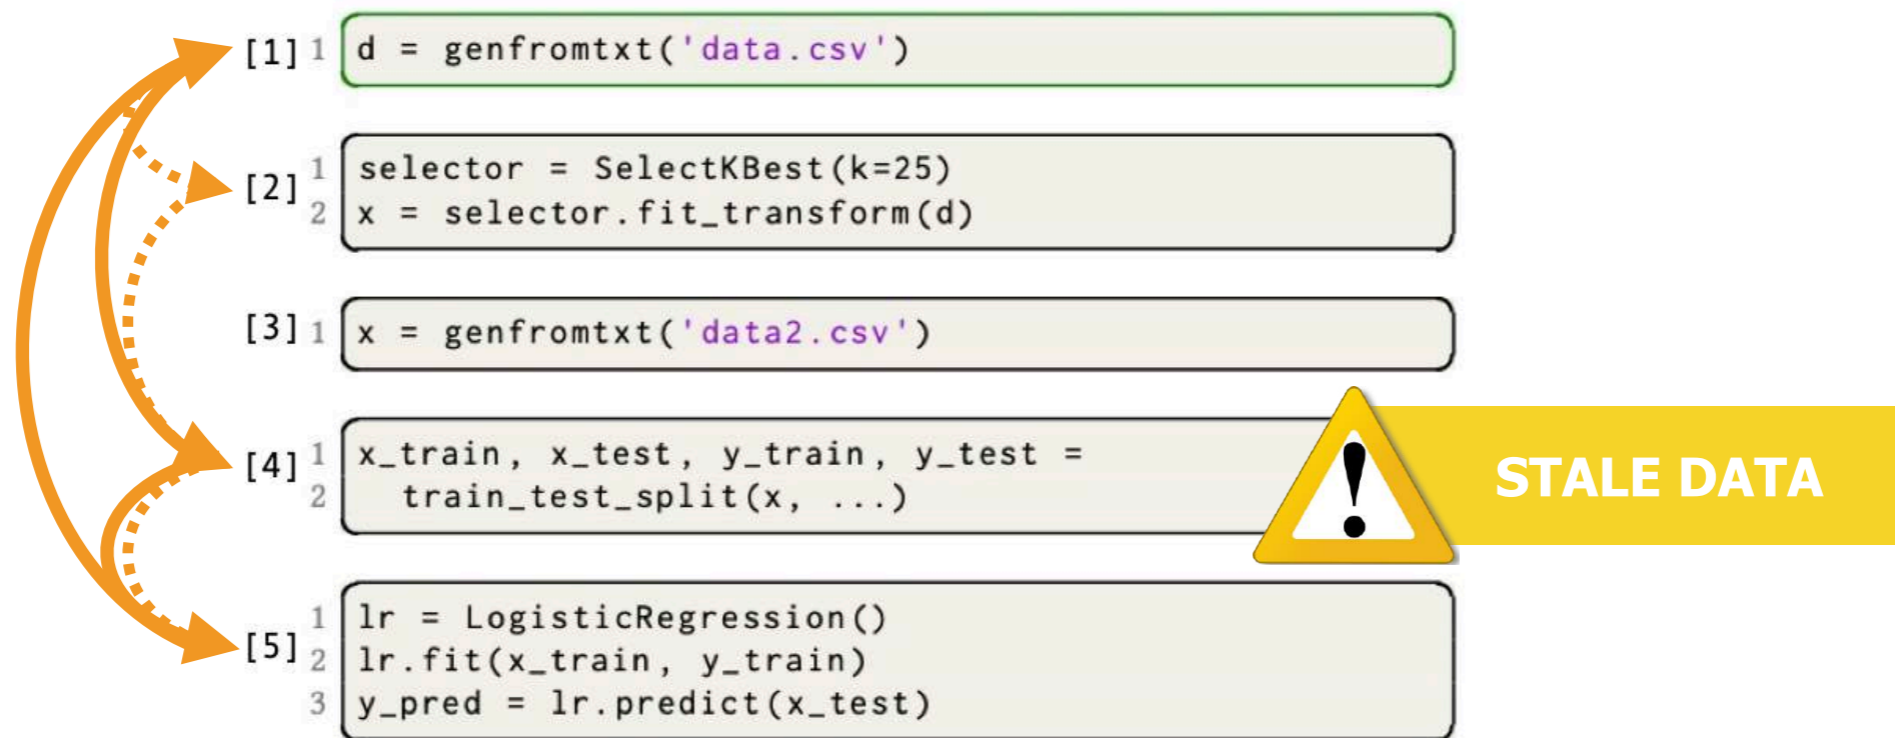 [1] 1 d = genfromtxt('data.csv')
[2] 1 selector = SelectKBest(k=25)
2 x = selector.fit_transform(d)
[3] 1 x = genfromtxt('data2.csv')
[4] 1 x_train, x_test, y_train, y_test =
2 train_test_split(x, ...)
STALE DATA
[5] 1 lr = LogisticRegression()
2 lr.fit(x_train, y_train)
3 y_pred = lr.predict(x_test)